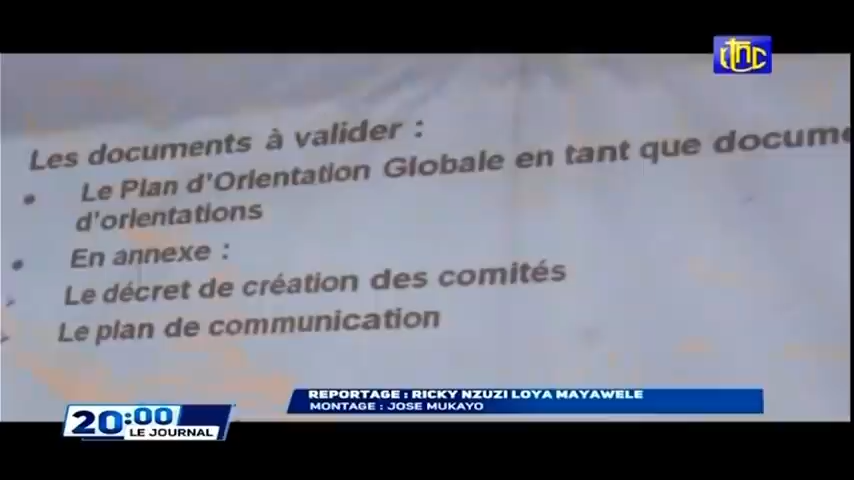 rtnc
Les documents à valider :
• Le Plan d'Orientation Globale en tant que docume
d'orientations
• En annexe :
Le décret de création des comités
Le plan de communication
REPORTAGE : RICKY NZUZI LOYA MAYAWELE
MONTAGE : JOSE MUKAYO
20:00
LE JOURNAL